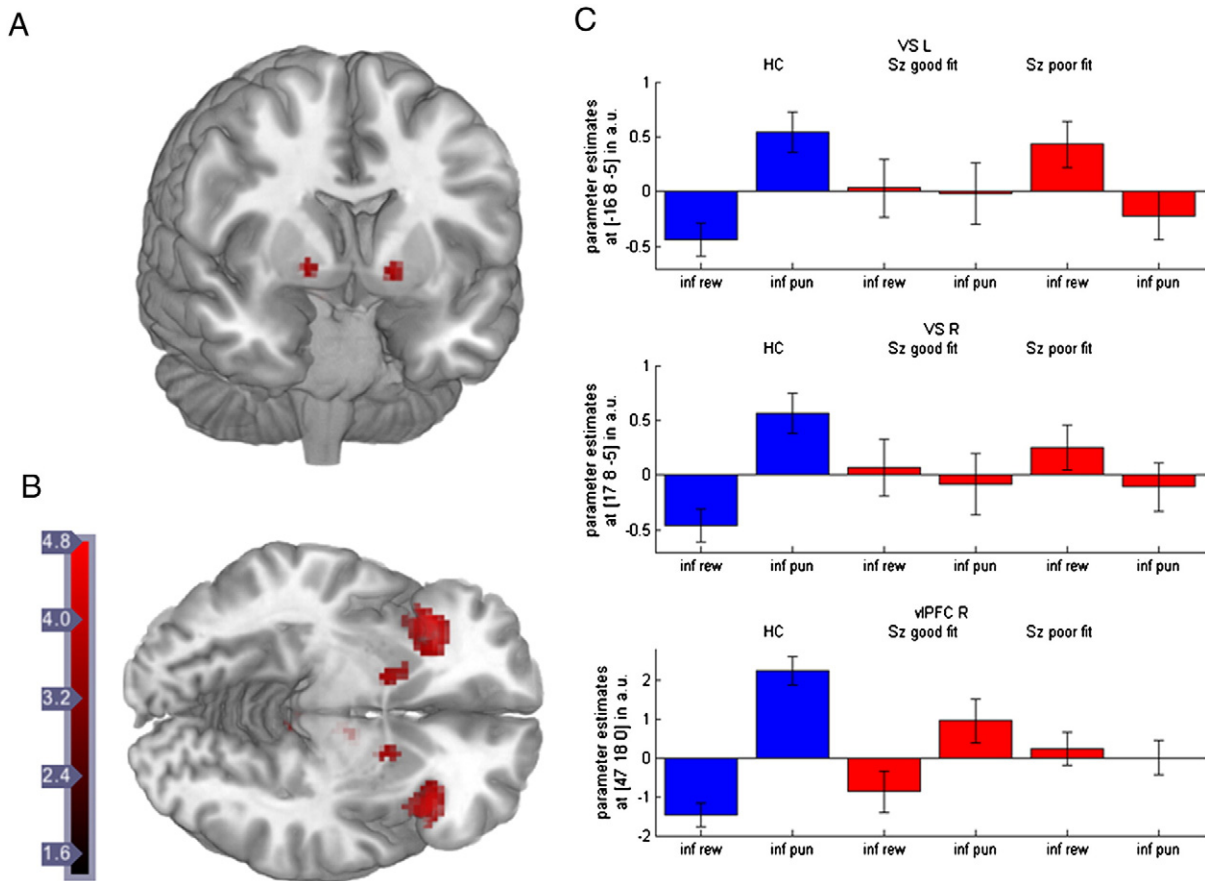 A
B
4.8
4.0
3.2
2.4
1.6
C
VS L
HC Sz good fit Sz poor fit
parameter estimates
at [-16 8 -5] in a.u.
1
0.5
0
-0.5
inf rew inf pun inf rew inf pun inf rew inf pun
VS R
HC Sz good fit Sz poor fit
parameter estimates
at [17 8 -5] in a.u.
1
0.5
0
-0.5
inf rew inf pun inf rew inf pun inf rew inf pun
vlPFC R
HC Sz good fit Sz poor fit
parameter estimates
at [47 18 0] in a.u.
2
1
0
-1
-2
inf rew inf pun inf rew inf pun inf rew inf pun